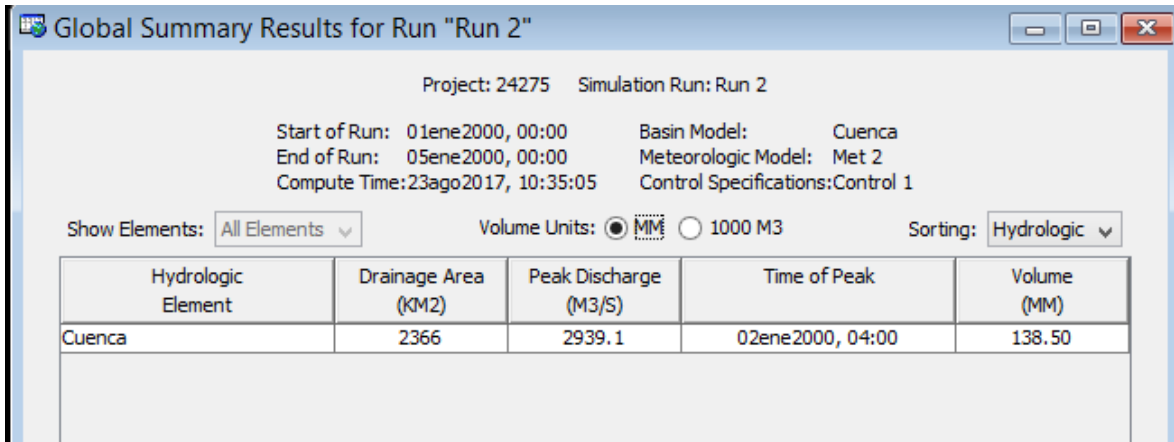 Global Summary Results for Run "Run 2"
Project: 24275 Simulation Run: Run 2
Start of Run: 01ene2000, 00:00 Basin Model: Cuenca
End of Run: 05ene2000, 00:00 Meteorologic Model: Met 2
Compute Time:23ago2017, 10:35:05 Control Specifications:Control 1
Show Elements: All Elements Volume Units: MM 1000 M3 Sorting: Hydrologic
Hydrologic Drainage Area Peak Discharge Time of Peak Volume
Element (KM2) (M3/S) (MM)
Cuenca 2366 2939.1 02ene2000, 04:00 138.50